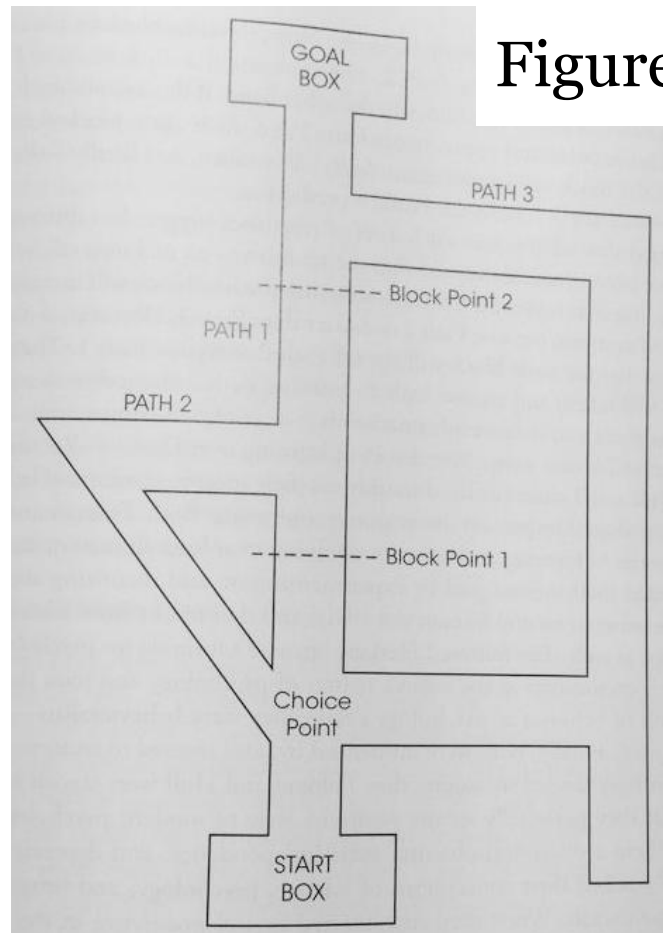 GOAL
BOX
Figure
PATH 3
Block Point 2
PATH 1
PATH 2
Block Point 1
Choice
Point
START
BOX